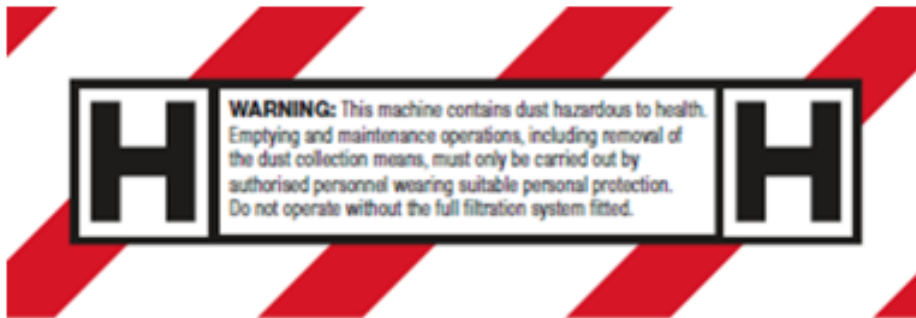 H
WARNING: This machine contains dust hazardous to health.
Emptying and maintenance operations, including removal of
the dust collection means, must only be carried out by
authorised personnel wearing suitable personal protection.
Do not operate without the full filtration system fitted.
H